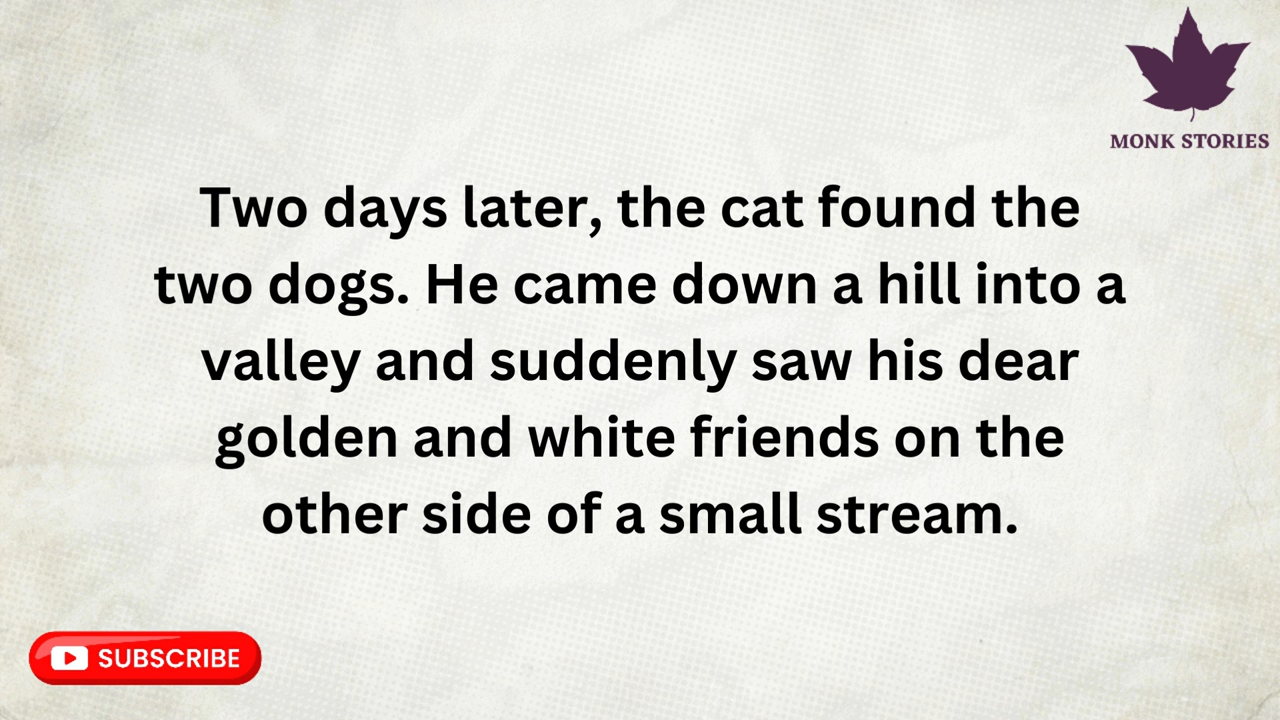 MONK STORIES
Two days later, the cat found the
two dogs. He came down a hill into a
valley and suddenly saw his dear
golden and white friends on the
other side of a small stream.
SUBSCRIBE